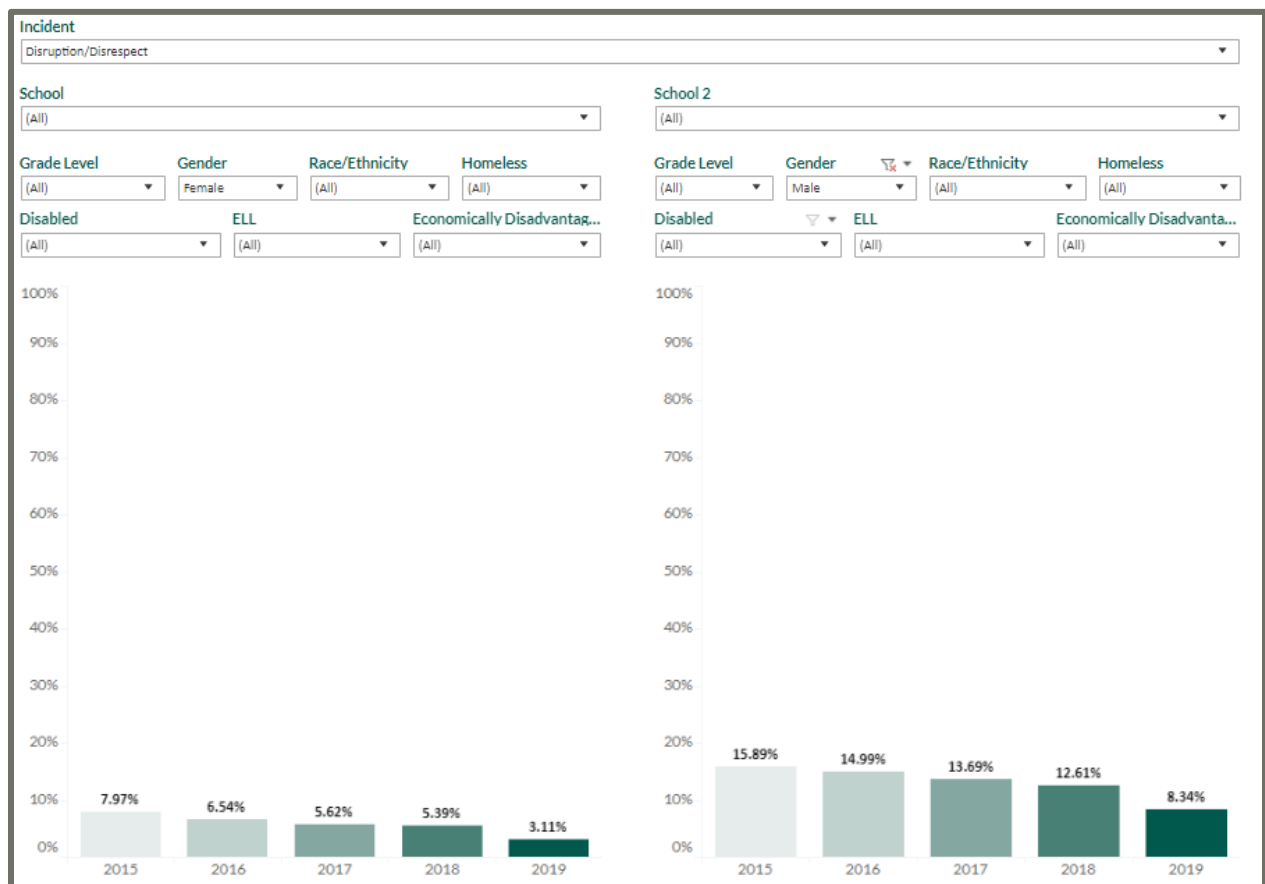 Incident
Disruption/Disrespect
School
School 2
(All)
(All)
Grade Level Gender Race/Ethnicity Homeless
(All) Female (All) (All)
Disabled ELL Economically Disadvantag...
(All) (All) (All)
Grade Level Gender Race/Ethnicity Homeless
(All) Male (All) (All)
Disabled ELL Economically Disadvanta...
(All) (All) (All)
100%
90%
80%
70%
60%
50%
40%
30%
20%
10%
0%
7.97% 6.54% 5.62% 5.39% 3.11%
2015 2016 2017 2018 2019
100%
90%
80%
70%
60%
50%
40%
30%
20%
10%
0%
15.89% 14.99% 13.69% 12.61% 8.34%
2015 2016 2017 2018 2019